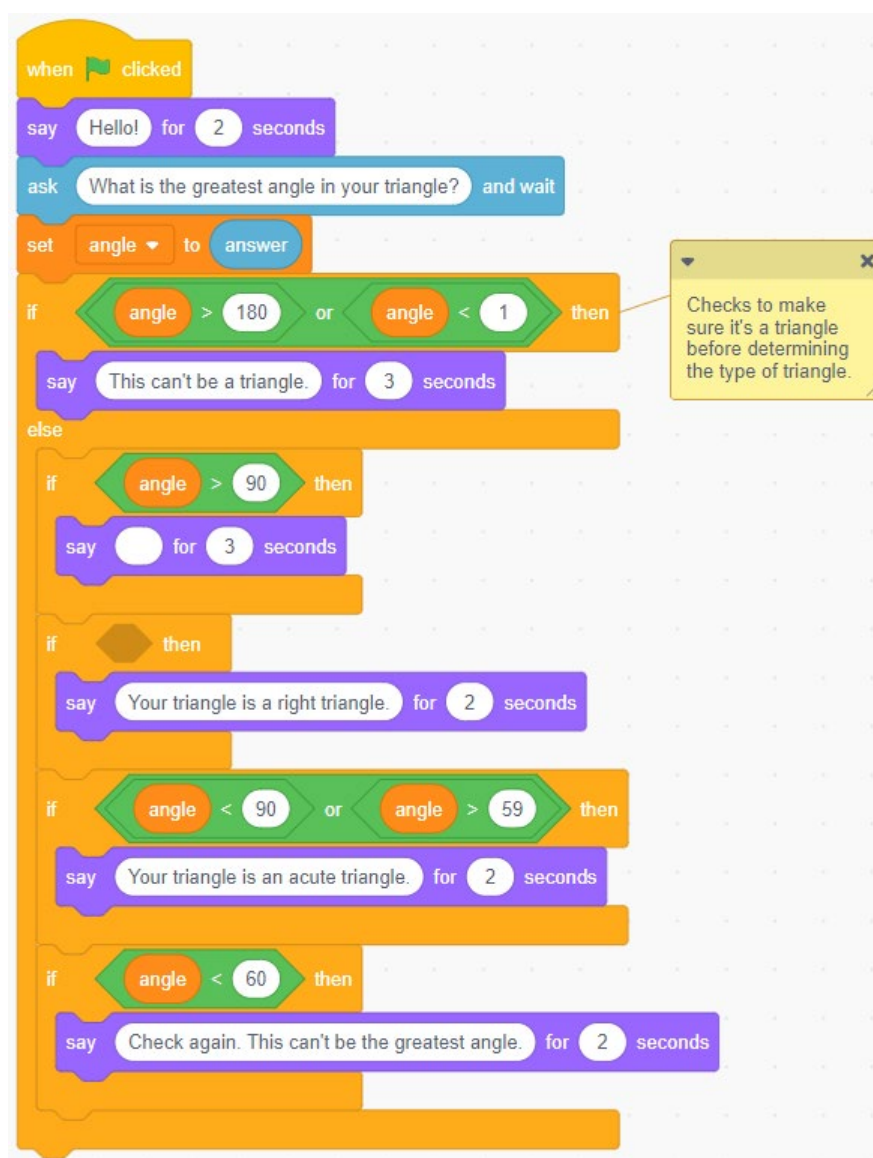 when clicked
say Hello! for 2 seconds
ask What is the greatest angle in your triangle? and wait
set angle to answer
if angle > 180 or angle < 1 then
Checks to make
sure it's a triangle
before determining
the type of triangle.
say This can't be a triangle. for 3 seconds
else
if angle > 90 then
say for 3 seconds
if then
say Your triangle is a right triangle. for 2 seconds
if angle < 90 or angle > 59 then
say Your triangle is an acute triangle. for 2 seconds
if angle < 60 then
say Check again. This can't be the greatest angle. for 2 seconds